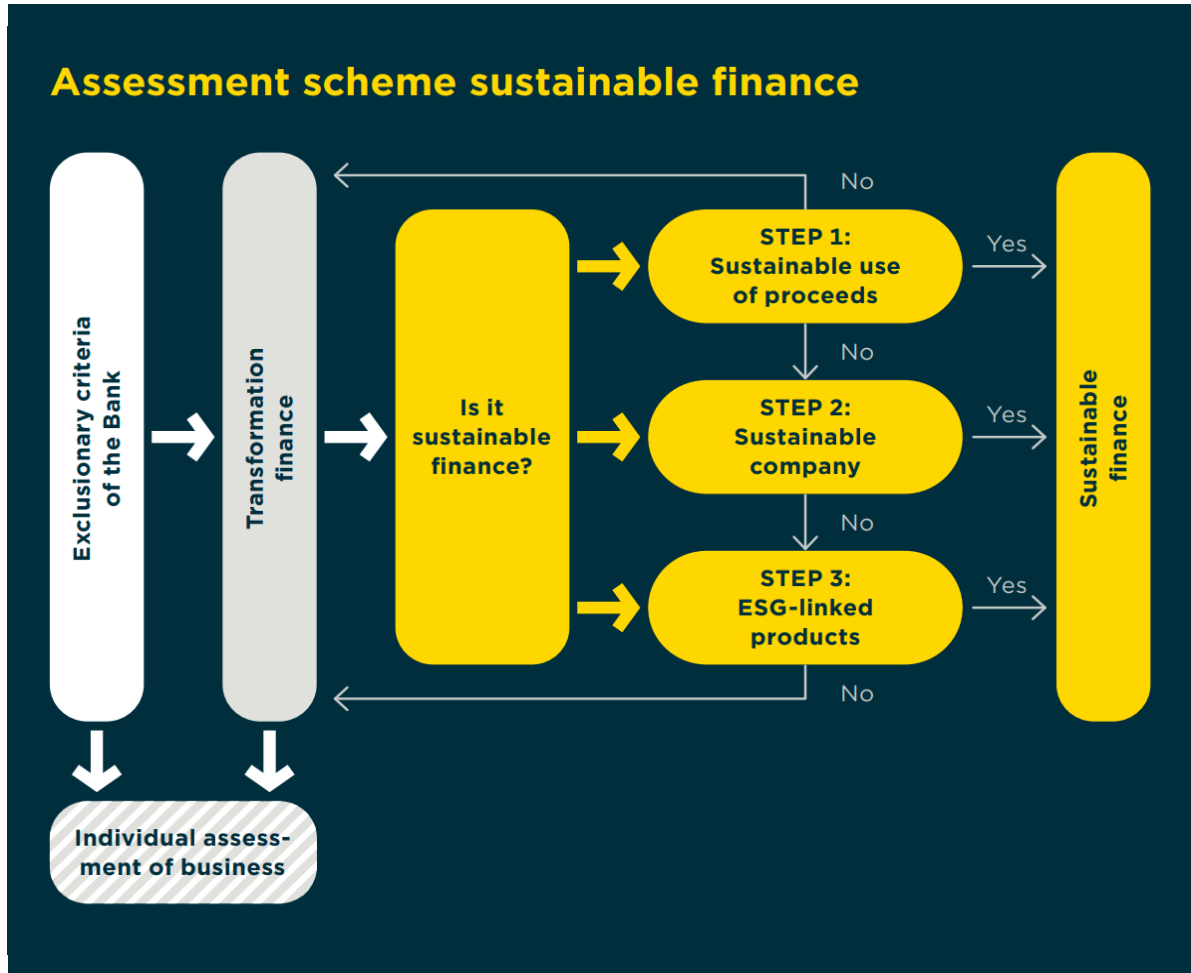 Assessment scheme sustainable finance
Exclusionary criteria
of the Bank
Transformation
finance
Is it
sustainable
finance?
No
STEP 1:
Sustainable use
of proceeds
Yes
No
STEP 2:
Sustainable
company
Yes
No
STEP 3:
ESG-linked
products
Yes
No
Sustainable
finance
Individual assess-
ment of business